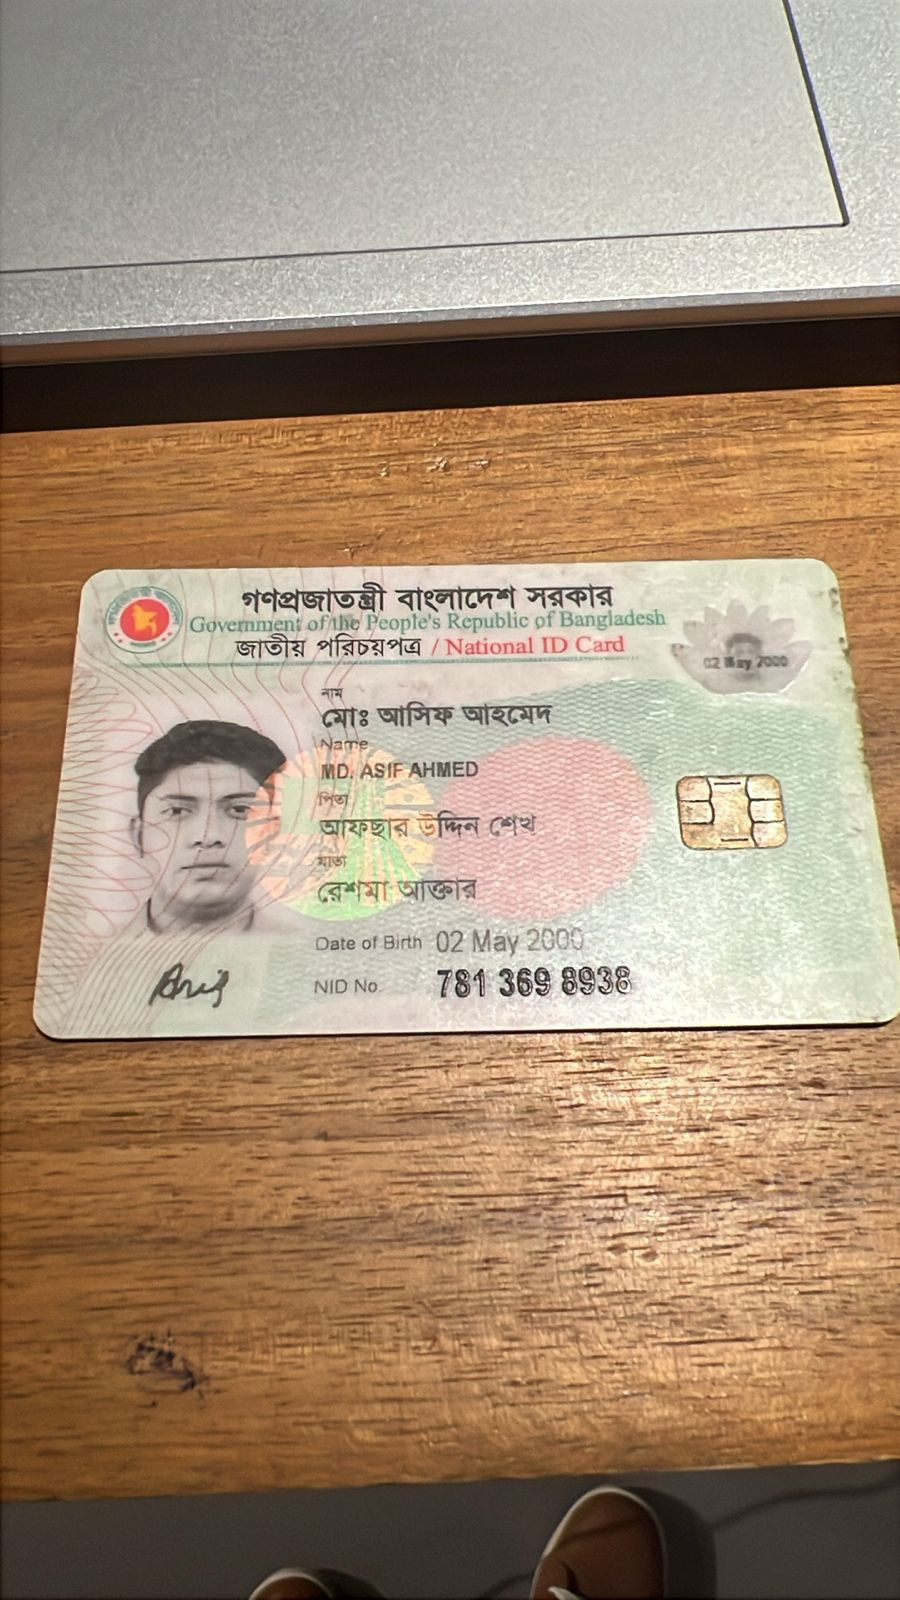 গণপ্রজাতন্ত্রী বাংলাদেশ সরকার
Government of the People's Republic of Bangladesh
জাতীয় পরিচয়পত্র / National ID Card
02 May 2000
নাম
মোঃ আসিফ আহমেদ
Name
MD. ASIF AHMED
পিতা
আফছার উদ্দিন শেখ
মাতা
রেশমা আক্তার
Date of Birth 02 May 2000
NID No. 781 369 8938